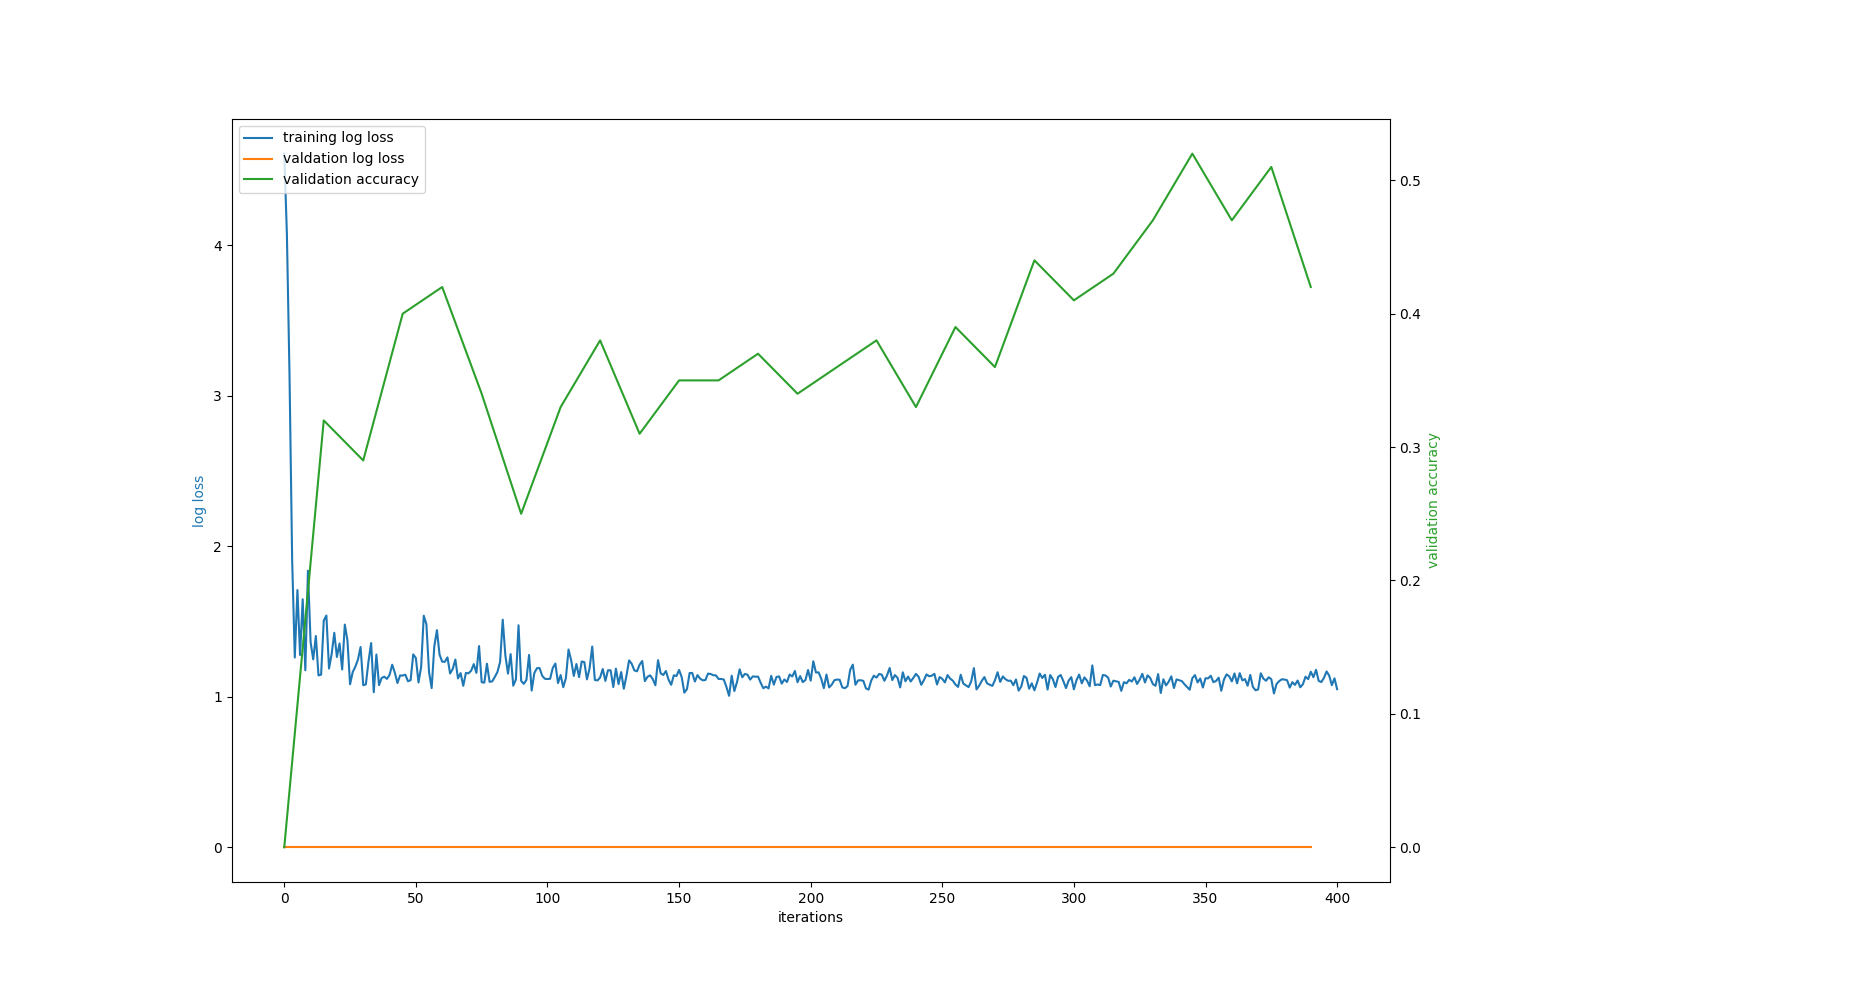 training log loss
valdation log loss
validation accuracy
4
3
2
1
0
log loss
0.5
0.4
0.3
0.2
0.1
0.0
validation accuracy
0 50 100 150 200 250 300 350 400
iterations